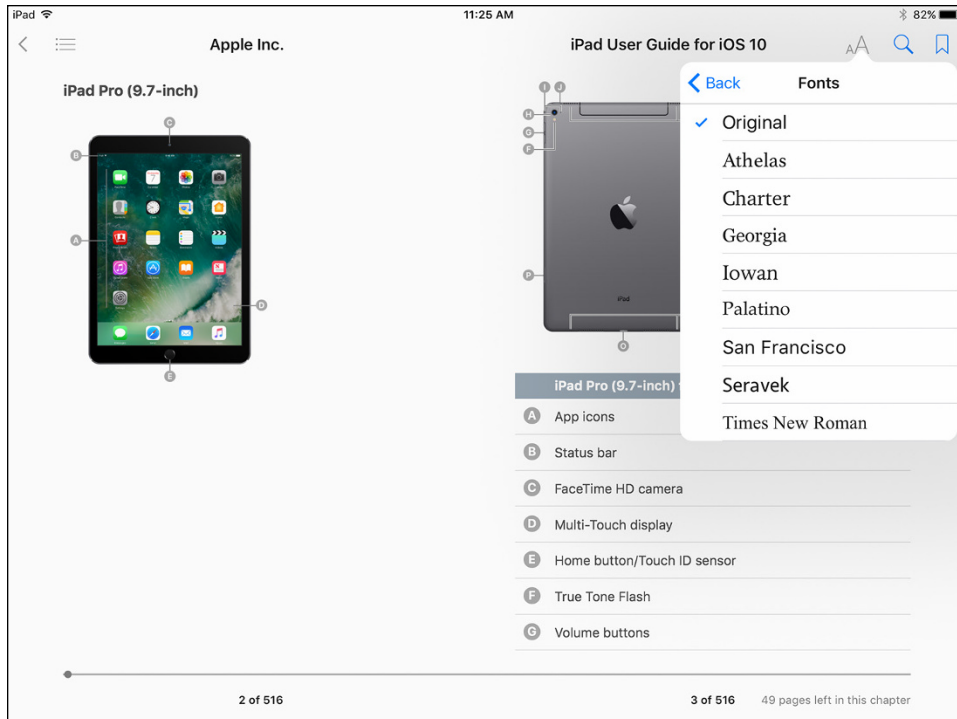 iPad 11:25 AM 82%
Apple Inc.
iPad User Guide for iOS 10
AA
iPad Pro (9.7-inch)
C
B
A
D
E
I J
H
G
F
P
iPad
O
Back Fonts
Original
Athelas
Charter
Georgia
Iowan
Palatino
San Francisco
Seravek
Times New Roman
iPad Pro (9.7-inch)
A App icons
B Status bar
C FaceTime HD camera
D Multi-Touch display
E Home button/Touch ID sensor
F True Tone Flash
G Volume buttons
2 of 516
3 of 516 49 pages left in this chapter